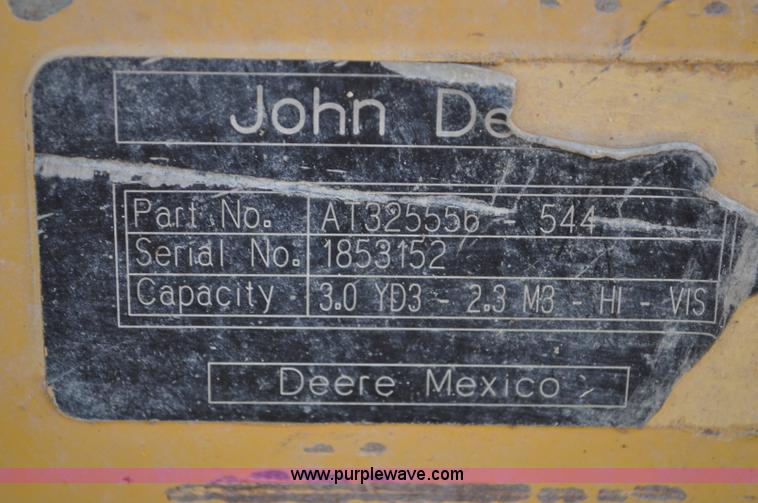 John De
Part No. AT325556 - 544
Serial No. 1853152
Capacity 3.0 YD3 - 2.3 M3 - HI - VIS
Deere Mexico
www.purplewave.com